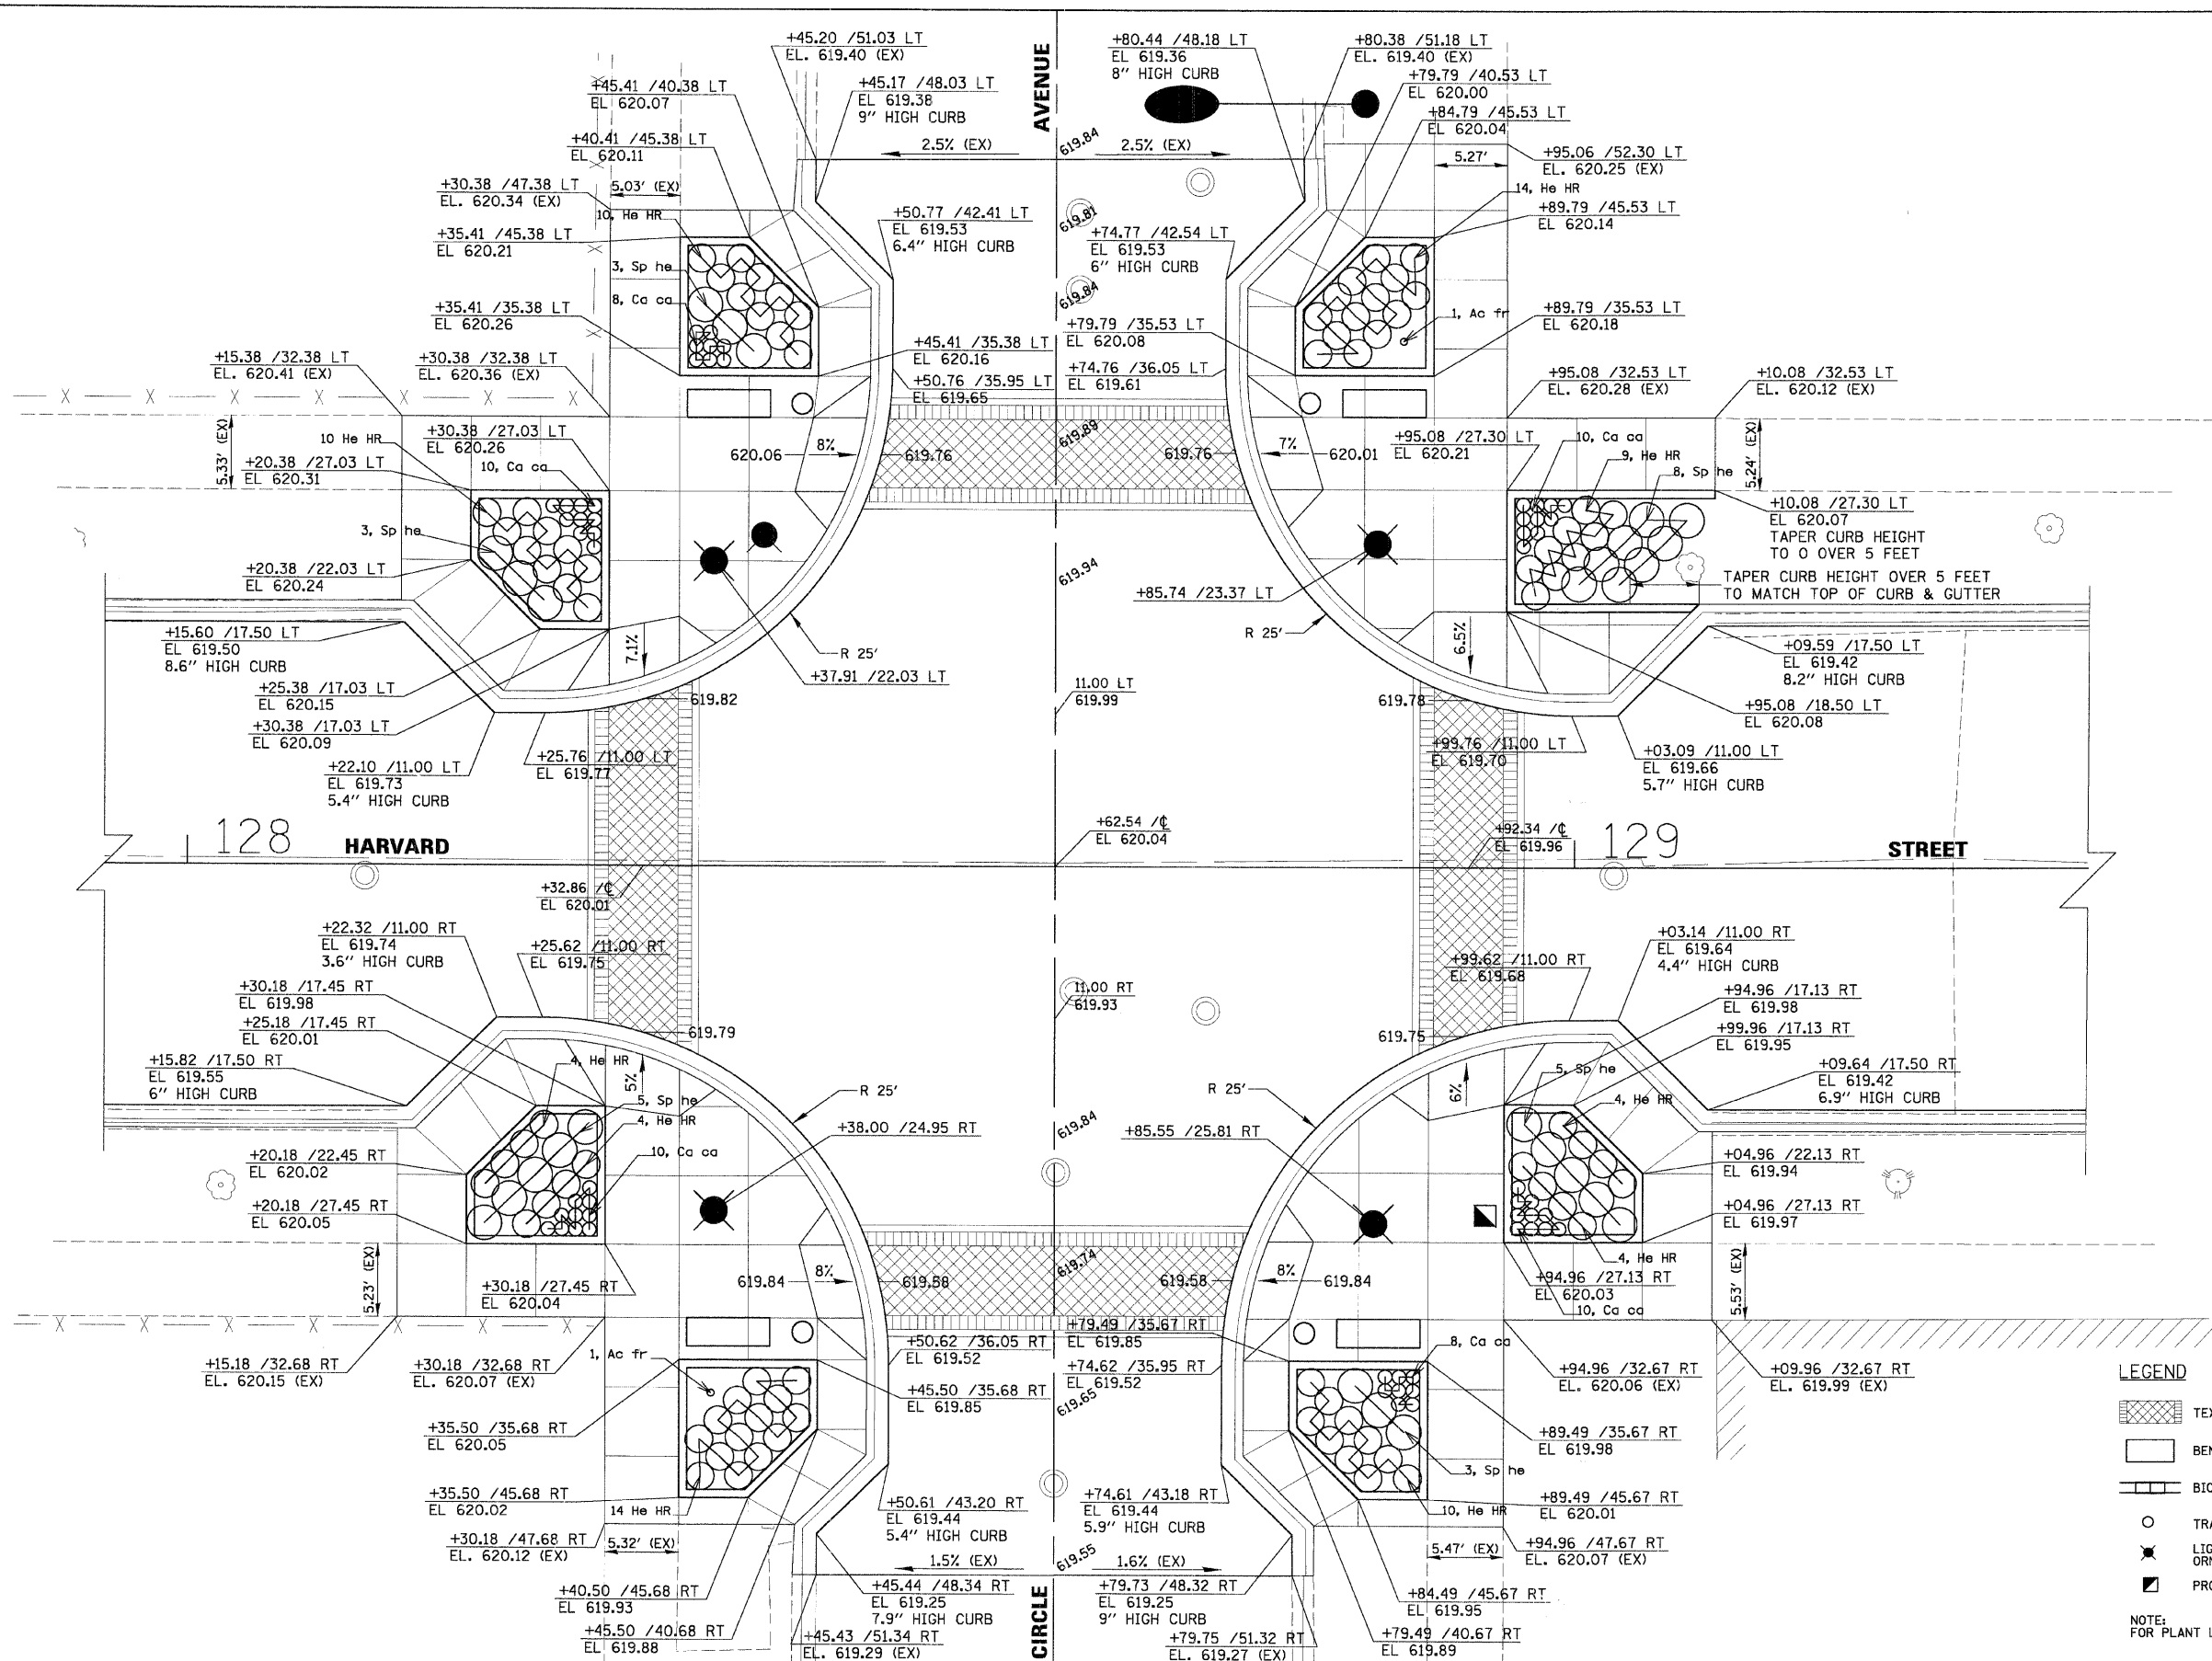 +45.20 /51.03 LT
EL. 619.40 (EX)
+45.41 /40.38 LT
EL 620.07
+45.17 /48.03 LT
EL 619.38
9" HIGH CURB
+40.41 /45.38 LT
EL 620.11
2.5% (EX)
AVENUE
619.84
2.5% (EX)
+80.44 /48.18 LT
EL 619.36
8" HIGH CURB
+80.38 /51.18 LT
EL. 619.40 (EX)
+79.79 /40.53 LT
EL 620.00
+84.79 /45.53 LT
EL 620.04
5.27'
+95.06 /52.30 LT
EL. 620.25 (EX)
14, He HR
+89.79 /45.53 LT
EL 620.14
+30.38 /47.38 LT
EL. 620.34 (EX)
5.03' (EX)
10, He HR
+35.41 /45.38 LT
EL 620.21
3, Sp he
8, Ca ca
+35.41 /35.38 LT
EL 620.26
+50.77 /42.41 LT
EL 619.53
6.4" HIGH CURB
619.81
+74.77 /42.54 LT
EL 619.53
6" HIGH CURB
619.84
+79.79 /35.53 LT
EL 620.08
+74.76 /36.05 LT
EL 619.61
1, Ac fr
+89.79 /35.53 LT
EL 620.18
+45.41 /35.38 LT
EL 620.16
+50.76 /35.95 LT
EL 619.65
+15.38 /32.38 LT
EL. 620.41 (EX)
+30.38 /32.38 LT
EL. 620.36 (EX)
+95.08 /32.53 LT
EL. 620.28 (EX)
+10.08 /32.53 LT
EL. 620.12 (EX)
5.33' (EX)
10 He HR
+30.38 /27.03 LT
EL 620.26
+20.38 /27.03 LT
EL 620.31
10, Ca ca
620.06
8%
619.76
619.89
619.76
7%
620.01
+95.08 /27.30 LT
EL 620.21
10, Ca ca
9, He HR
8, Sp he
5.24' (EX)
+10.08 /27.30 LT
EL 620.07
TAPER CURB HEIGHT
TO 0 OVER 5 FEET
3, Sp he
+20.38 /22.03 LT
EL 620.24
619.94
+85.74 /23.37 LT
TAPER CURB HEIGHT OVER 5 FEET
TO MATCH TOP OF CURB & GUTTER
+15.60 /17.50 LT
EL 619.50
8.6" HIGH CURB
7.1%
R 25'
+37.91 /22.03 LT
R 25'
6.5%
+09.59 /17.50 LT
EL 619.42
8.2" HIGH CURB
+25.38 /17.03 LT
EL 620.15
+30.38 /17.03 LT
EL 620.09
619.82
11.00 LT
619.99
619.78
+95.08 /18.50 LT
EL 620.08
+22.10 /11.00 LT
EL 619.73
5.4" HIGH CURB
+25.76 /11.00 LT
EL 619.77
+99.76 /11.00 LT
EL 619.70
+03.09 /11.00 LT
EL 619.66
5.7" HIGH CURB
128
HARVARD
+62.54 /℄
EL 620.04
+92.34 /℄
EL 619.96
129
STREET
+32.86 /℄
EL 620.01
+22.32 /11.00 RT
EL 619.74
3.6" HIGH CURB
+25.62 /11.00 RT
EL 619.75
+99.62 /11.00 RT
EL 619.68
+03.14 /11.00 RT
EL 619.64
4.4" HIGH CURB
+30.18 /17.45 RT
EL 619.98
+25.18 /17.45 RT
EL 620.01
11.00 RT
619.93
+94.96 /17.13 RT
EL 619.98
+99.96 /17.13 RT
EL 619.95
+15.82 /17.50 RT
EL 619.55
6" HIGH CURB
619.79
619.75
4, He HR
5%
5, Sp he
4, He HR
10, Ca ca
R 25'
R 25'
6%
5, Sp he
4, He HR
+09.64 /17.50 RT
EL 619.42
6.9" HIGH CURB
+38.00 /24.95 RT
619.84
+85.55 /25.81 RT
+20.18 /22.45 RT
EL 620.02
+04.96 /22.13 RT
EL 619.94
+20.18 /27.45 RT
EL 620.05
+04.96 /27.13 RT
EL 619.97
5.23' (EX)
+30.18 /27.45 RT
EL 620.04
619.84
8%
619.58
619.74
619.58
8%
619.84
4, He HR
+94.96 /27.13 RT
EL 620.03
10, Ca ca
5.53' (EX)
+15.18 /32.68 RT
EL. 620.15 (EX)
+30.18 /32.68 RT
EL. 620.07 (EX)
1, Ac fr
+50.62 /36.05 RT
EL 619.52
+79.49 /35.67 RT
EL 619.85
+74.62 /35.95 RT
EL 619.52
8, Ca ca
+94.96 /32.67 RT
EL. 620.06 (EX)
+09.96 /32.67 RT
EL. 619.99 (EX)
+45.50 /35.68 RT
EL 619.85
619.65
+35.50 /35.68 RT
EL 620.05
+89.49 /35.67 RT
EL 619.98
3, Sp he
+35.50 /45.68 RT
EL 620.02
14 He HR
+50.61 /43.20 RT
EL 619.44
5.4" HIGH CURB
+74.61 /43.18 RT
EL 619.44
5.9" HIGH CURB
10, He HR
+89.49 /45.67 RT
EL 620.01
+30.18 /47.68 RT
EL. 620.12 (EX)
5.32' (EX)
1.5% (EX)
619.55
1.6% (EX)
5.47' (EX)
+94.96 /47.67 RT
EL. 620.07 (EX)
+40.50 /45.68 RT
EL 619.93
+45.50 /40.68 RT
EL 619.88
+45.44 /48.34 RT
EL 619.25
7.9" HIGH CURB
+45.43 /51.34 RT
EL. 619.29 (EX)
CIRCLE
+79.73 /48.32 RT
EL 619.25
9" HIGH CURB
+79.75 /51.32 RT
EL. 619.27 (EX)
+84.49 /45.67 RT
EL 619.95
+79.49 /40.67 RT
EL 619.89
LEGEND
TEX
BEN
BIC
TRA
LIG
ORN
PRO
NOTE:
FOR PLANT L